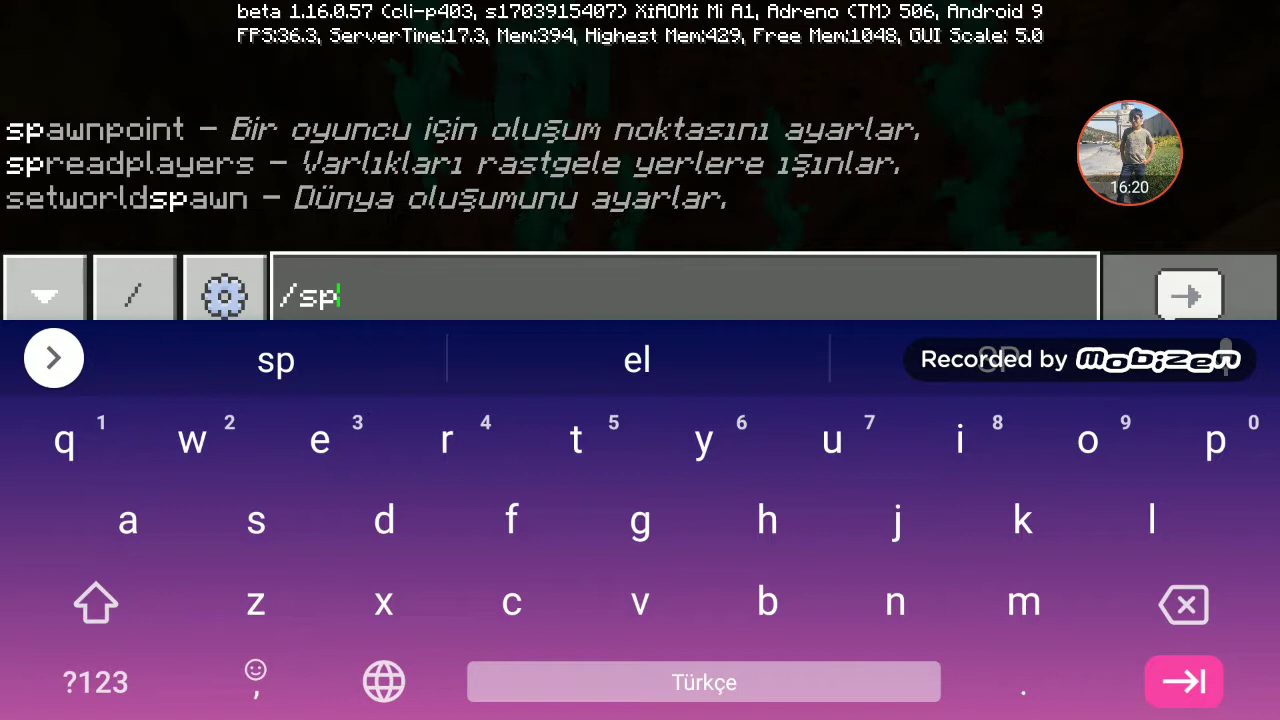 beta 1.16.0.57 (cli-p403, s1703915407) XiAOMi Mi A1, Adreno (TM) 506, Android 9
FPS:36.3, ServerTime:17.3, Mem:394, Highest Mem:429, Free Mem:1048, GUI Scale: 5.0
spawnpoint - Bir oyuncu için oluşum noktasını ayarlar.
spreadplayers - Varlıkları rastgele yerlere ışınlar.
setworldspawn - Dünya oluşumunu ayarlar.
16:20
/ /sp
sp el SP
Recorded by mobizen
q 1 w 2 e 3 r 4 t 5 y 6 u 7 i 8 o 9 p 0
a s d f g h j k l
z x c v b n m
?123 , Türkçe .